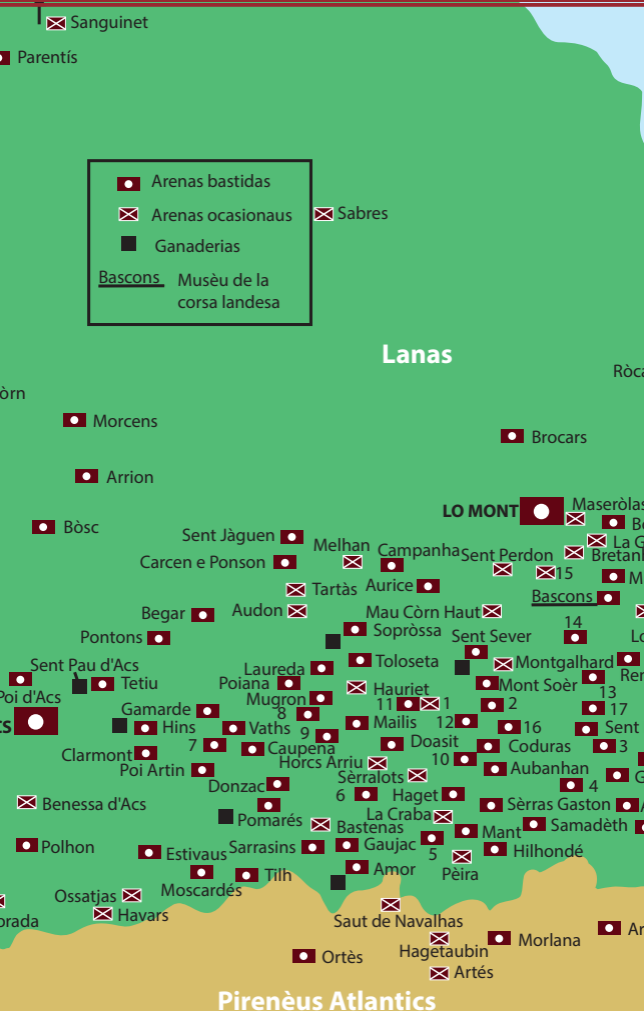 Sanguinet
Parentís
Arenas bastidas
Arenas ocasionaus
Sabres
Ganaderias
Bascons Musèu de la
corsa landesa
Lanas
Morcens
Brocars
Arrion
LO MONT
Maseròlas
Bòsc
Sent Jàguen
Melhan
Campanha
Sent Perdon
Bretanh
Carcen e Ponson
15
Tartàs
Aurice
Bascons
Begar
Audon
Mau Còrn Haut
14
Pontons
Sopròssa
Sent Sever
Sent Pau d'Acs
Laureda
Toloseta
Montgalhard
Poi d'Acs
Tetiu
Poiana
Hauriet
Mont Soèr
13
Gamarde
Mugron
11
1
2
17
8
Hins
Vaths
9
Mailis
12
16
Sent
Clarmont
7
Caupena
Doasit
Coduras
3
Poi Artin
Horcs Arriu
10
Aubanhan
Donzac
Sèrralots
4
Benessa d'Acs
6
Haget
Sèrras Gaston
Pomarés
Bastenas
La Craba
Mant
Samadèth
Polhon
Estivaus
Sarrasins
Gaujac
5
Hilhondé
Moscardés
Tilh
Amor
Pèira
Ossatjas
Havars
Saut de Navalhas
Hagetaubin
Morlana
Ortès
Artés
Pirenèus Atlantics